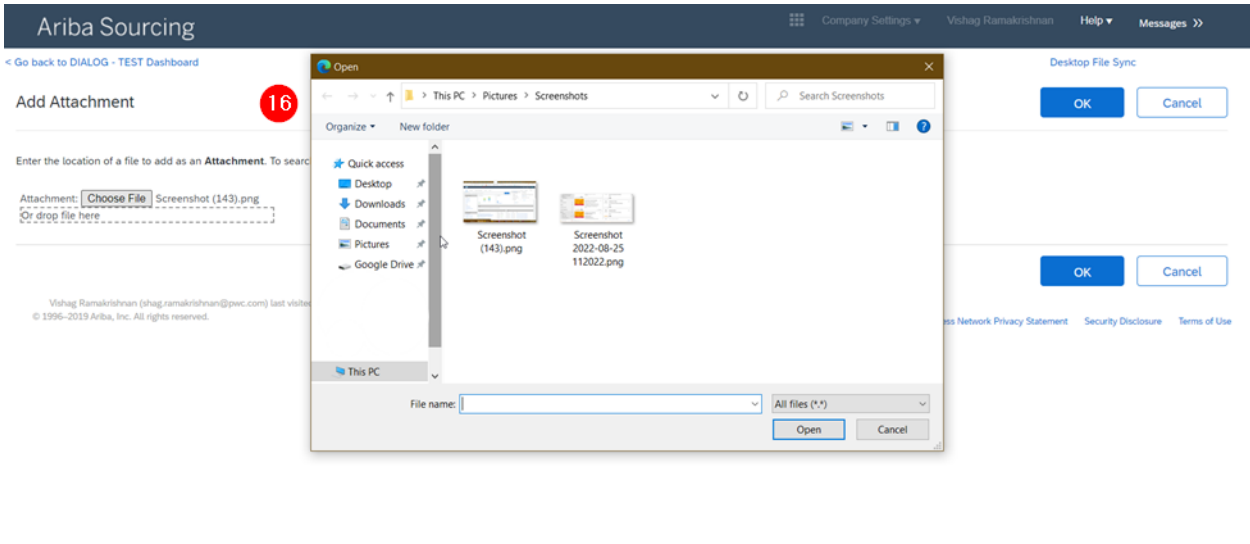 Ariba Sourcing
Company Settings ▾ Vishag Ramakrishnan Help ▾ Messages »
< Go back to DIALOG - TEST Dashboard
Desktop File Sync
Add Attachment
16
OK Cancel
Enter the location of a file to add as an Attachment. To searc
Attachment: Choose File Screenshot (143).png
Or drop file here
Open
This PC > Pictures > Screenshots
Search Screenshots
Organize ▾ New folder
Quick access
Desktop
Downloads
Documents
Pictures
Google Drive
This PC
Screenshot
(143).png
Screenshot
2022-08-25
112022.png
File name:
All files (*.*)
Open Cancel
OK Cancel
Vishag Ramakrishnan (shag.ramakrishnan@pwc.com) last visited
© 1996–2019 Ariba, Inc. All rights reserved.
ess Network Privacy Statement Security Disclosure Terms of Use